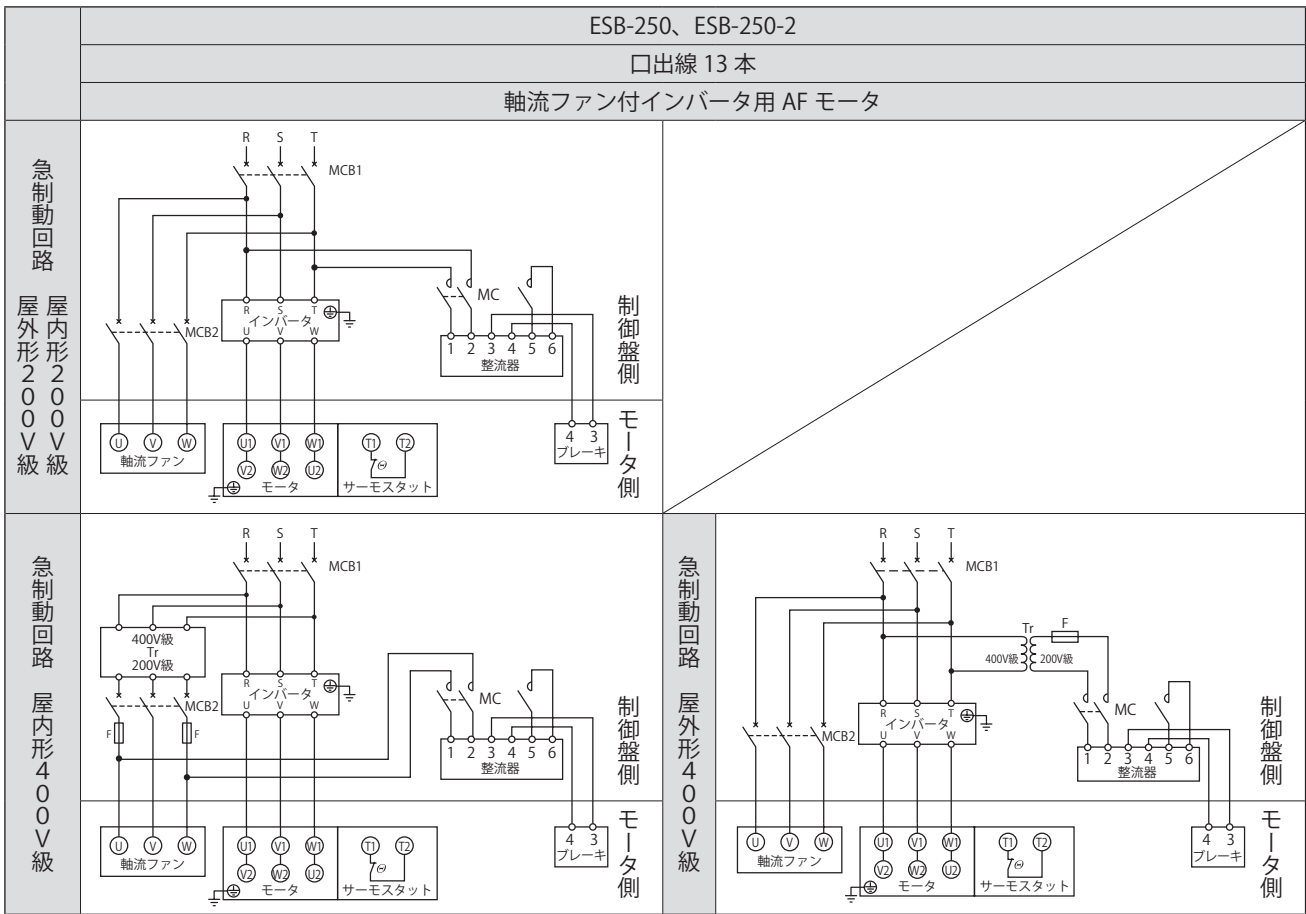 ESB-250、ESB-250-2
口出線 13 本
軸流ファン付インバータ用 AF モータ
急制動回路 屋内形200V級
屋外形200V級
R S T
MCB1
MCB2
R S T
インバータ
U V W
MC
1 2 3 4 5 6
整流器
制御盤側
U V W
軸流ファン
U1 V1 W1
V2 W2 U2
モータ
T1 T2
Θ
サーモスタット
4 3
ブレーキ
モータ側
急制動回路 屋内形400V級
R S T
MCB1
400V級
Tr
200V級
MCB2
F F
R S T
インバータ
U V W
MC
1 2 3 4 5 6
整流器
制御盤側
U V W
軸流ファン
U1 V1 W1
V2 W2 U2
モータ
T1 T2
Θ
サーモスタット
4 3
ブレーキ
モータ側
急制動回路 屋外形400V級
R S T
MCB1
Tr F
400V級 200V級
MCB2
R S T
インバータ
U V W
MC
1 2 3 4 5 6
整流器
制御盤側
U V W
軸流ファン
U1 V1 W1
V2 W2 U2
モータ
T1 T2
Θ
サーモスタット
4 3
ブレーキ
モータ側